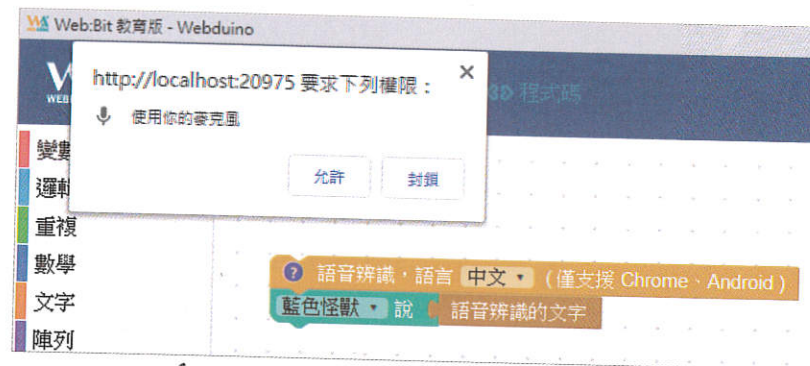 Web:Bit 教育版 - Webduino
http://localhost:20975 要求下列權限：
使用你的麥克風
允許 封鎖
3D 程式碼
變數
邏輯
重複
數學
文字
陣列
語音辨識，語言 中文 （僅支援 Chrome、Android）
藍色怪獸 說 語音辨識的文字